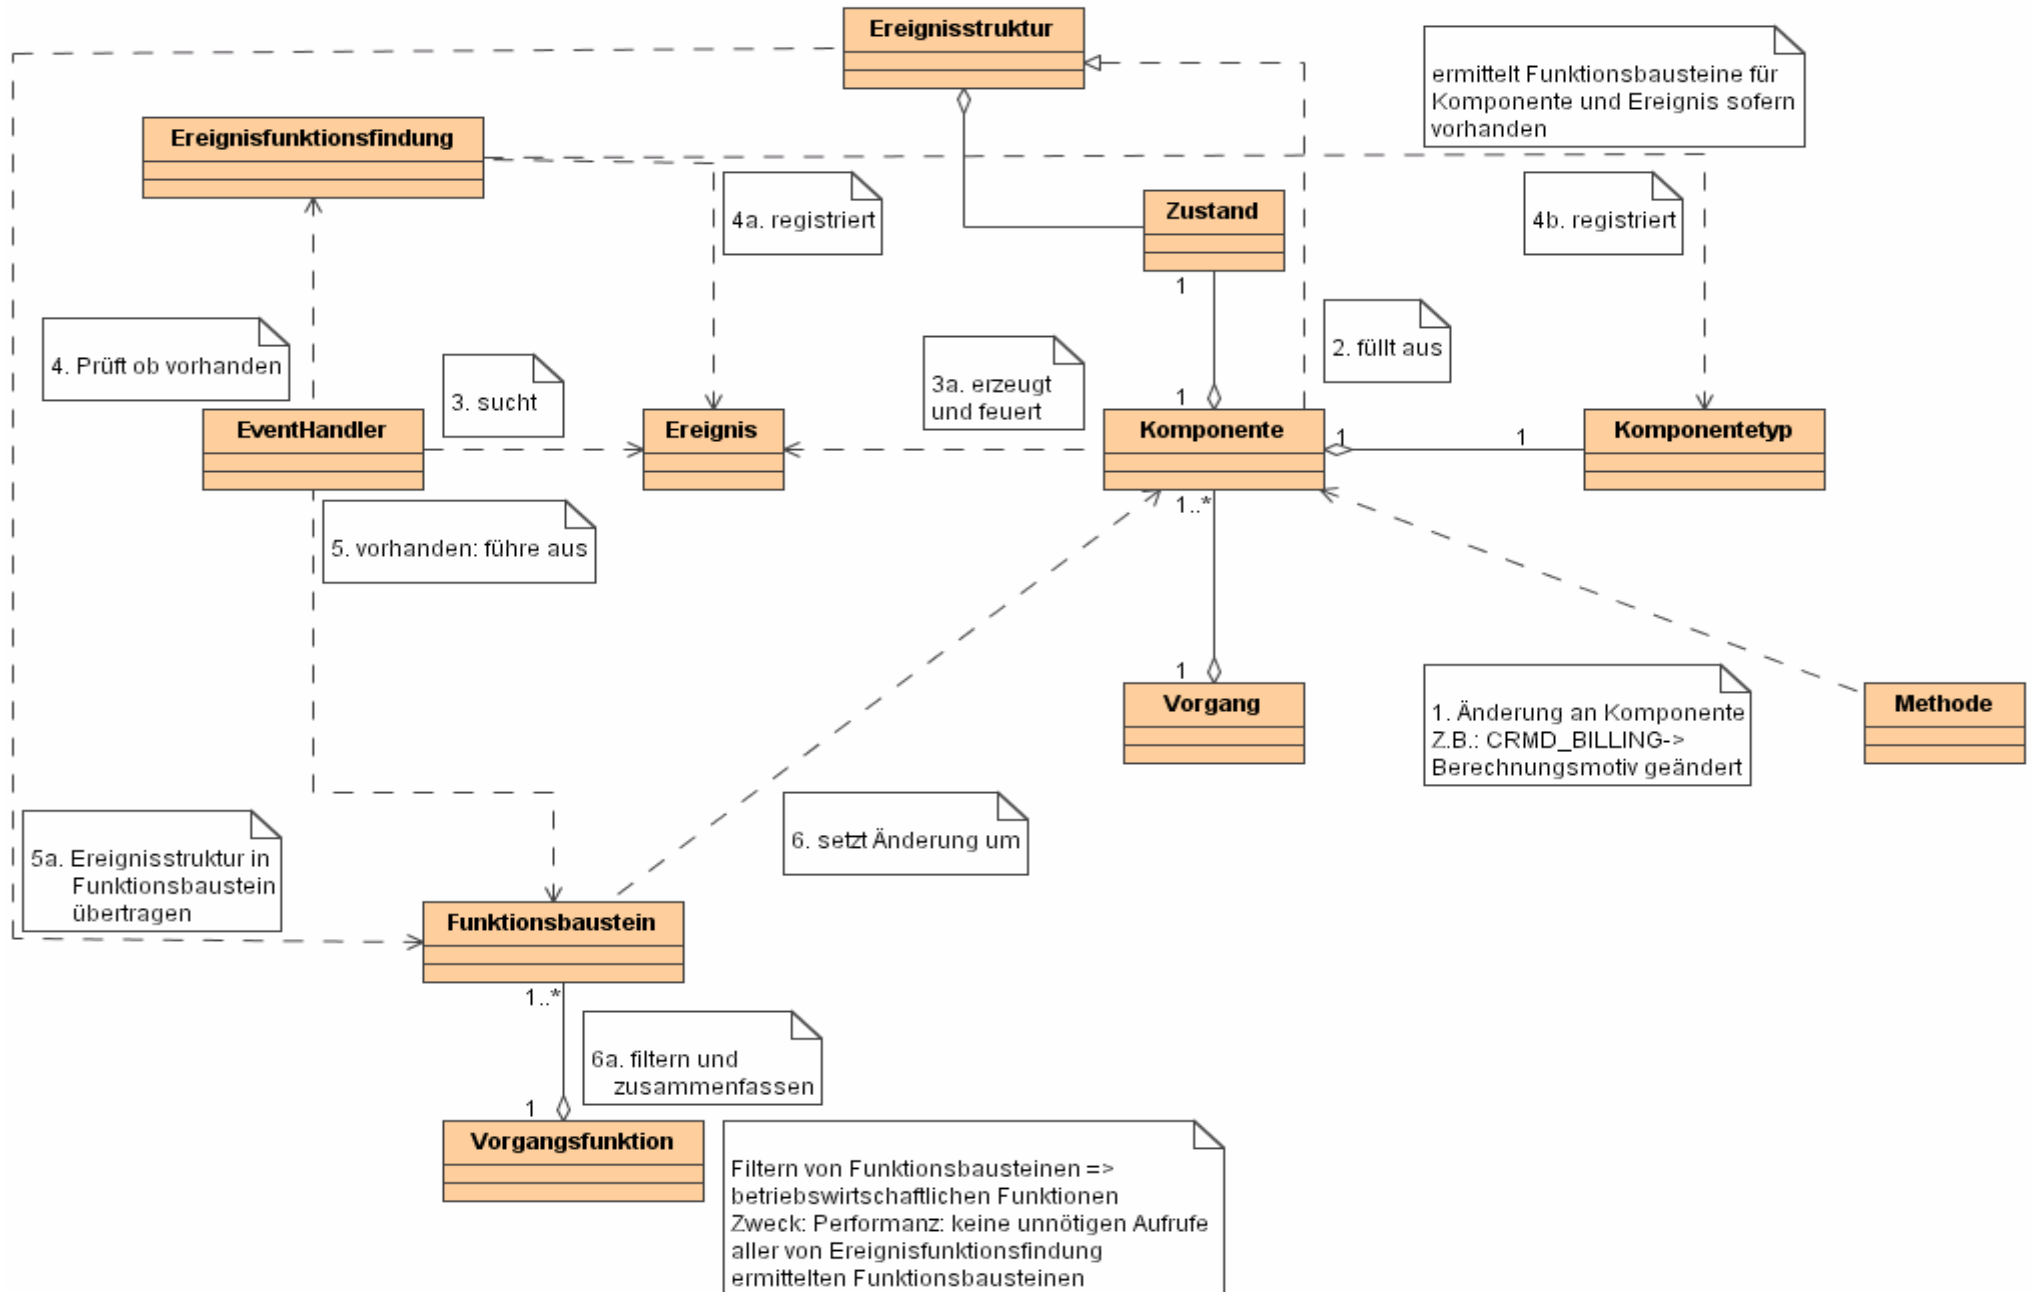 Ereignisstruktur
ermittelt Funktionsbausteine für
Komponente und Ereignis sofern
vorhanden
Ereignisfunktionsfindung
4a. registriert
Zustand
4b. registriert
1
4. Prüft ob vorhanden
3. sucht
3a. erzeugt
und feuert
2. füllt aus
1
EventHandler
Ereignis
Komponente
1
1
Komponentetyp
1..*
5. vorhanden: führe aus
1
Vorgang
1. Änderung an Komponente
Z.B.: CRMD_BILLING->
Berechnungsmotiv geändert
Methode
5a. Ereignisstruktur in
Funktionsbaustein
übertragen
6. setzt Änderung um
Funktionsbaustein
1..*
6a. filtern und
zusammenfassen
1
Vorgangsfunktion
Filtern von Funktionsbausteinen =>
betriebswirtschaftlichen Funktionen
Zweck: Performanz: keine unnötigen Aufrufe
aller von Ereignisfunktionsfindung
ermittelten Funktionsbausteinen